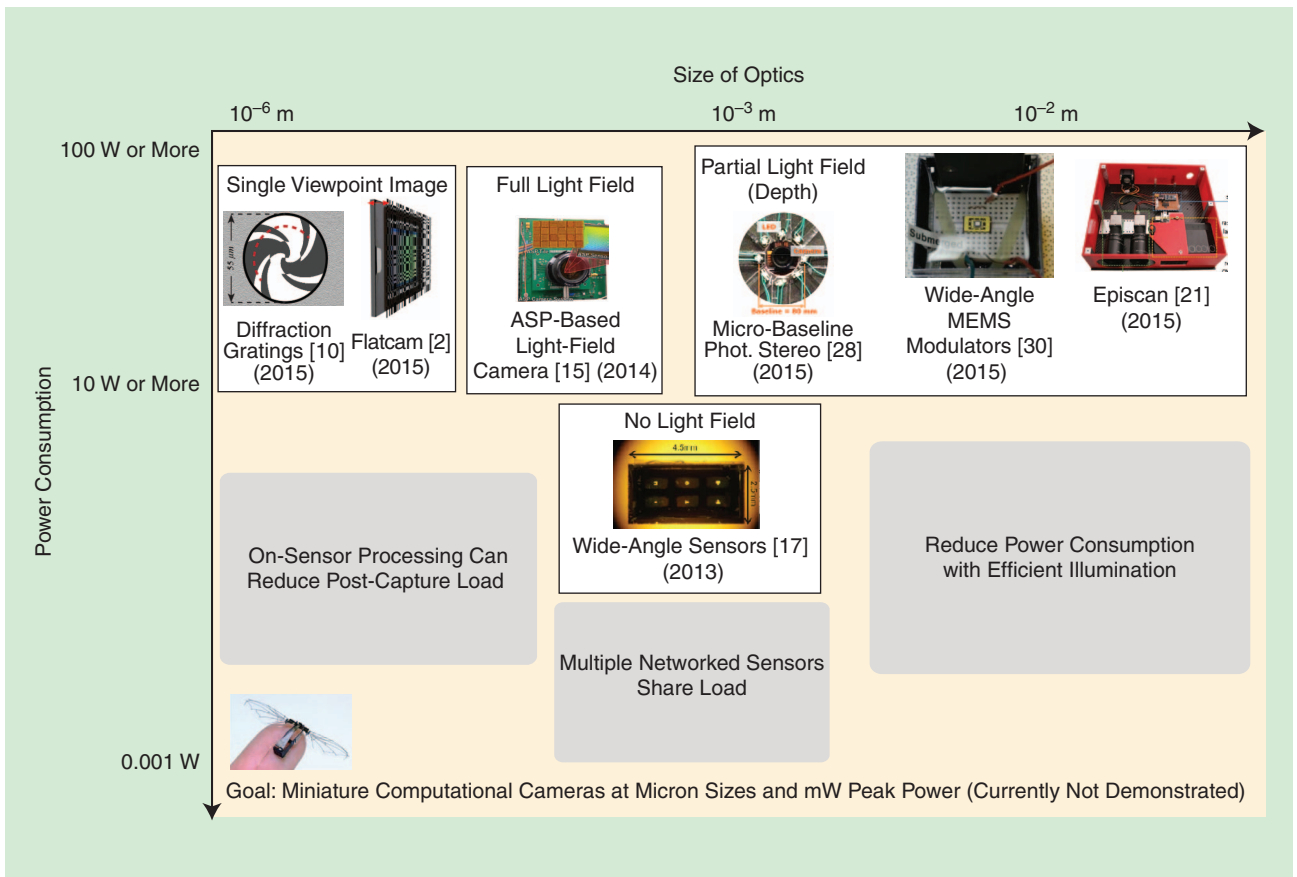 Size of Optics
10⁻⁶ m
10⁻³ m
10⁻² m
Power Consumption
100 W or More
10 W or More
0.001 W
Single Viewpoint Image
55 μm
Diffraction
Gratings [10]
(2015)
Flatcam [2]
(2015)
Full Light Field
ASP-Based
Light-Field
Camera [15] (2014)
Partial Light Field
(Depth)
LED
Baseline = 80 mm
Micro-Baseline
Phot. Stereo [28]
(2015)
Wide-Angle
MEMS
Modulators [30]
(2015)
Episcan [21]
(2015)
No Light Field
4.5mm
Wide-Angle Sensors [17]
(2013)
On-Sensor Processing Can
Reduce Post-Capture Load
Multiple Networked Sensors
Share Load
Reduce Power Consumption
with Efficient Illumination
Goal: Miniature Computational Cameras at Micron Sizes and mW Peak Power (Currently Not Demonstrated)